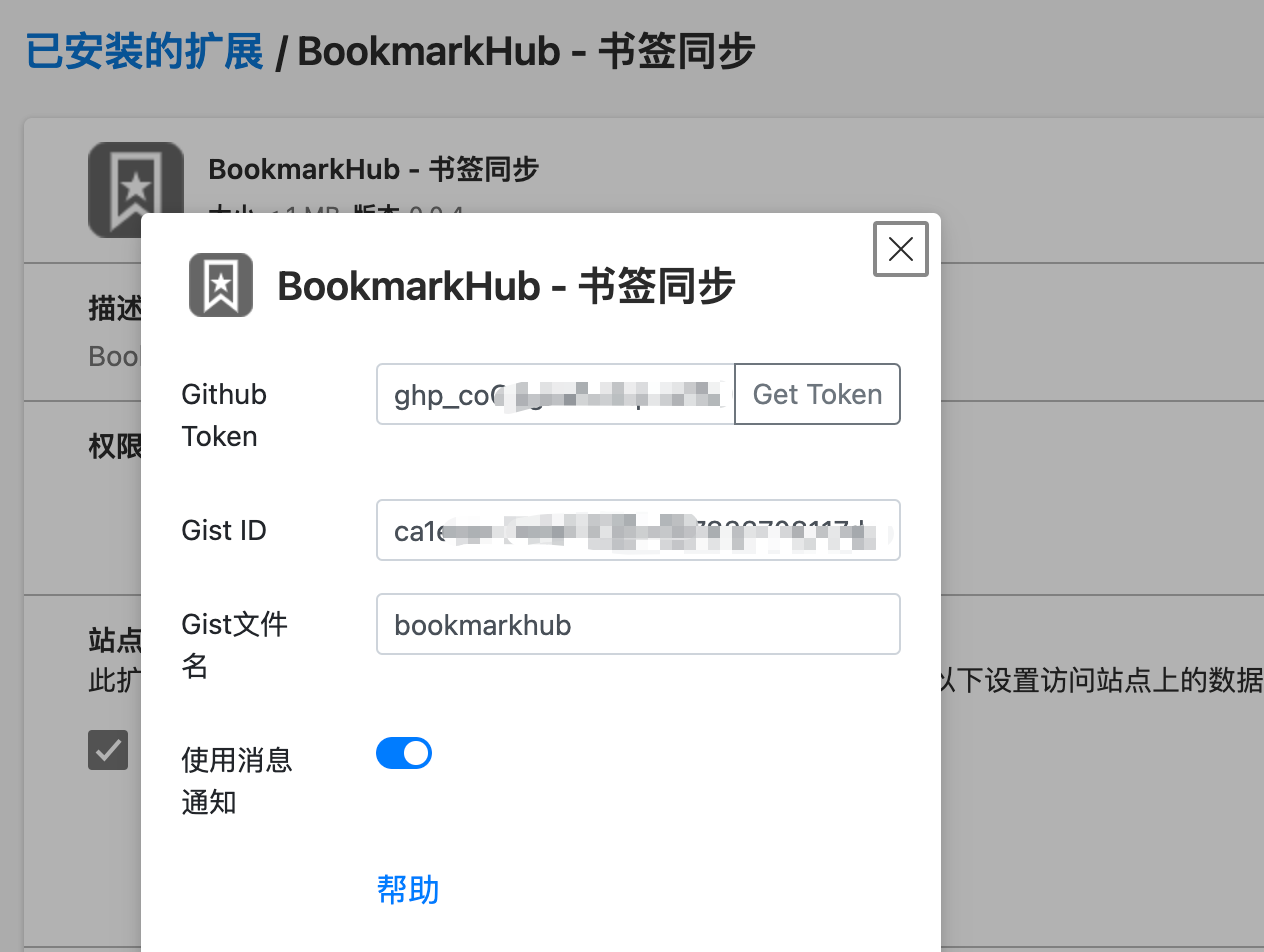 已安装的扩展 / BookmarkHub - 书签同步
BookmarkHub - 书签同步
大小 < 1 MB 版本 0.0.4
BookmarkHub - 书签同步
描述
Boo
Github
Token
ghp_co
Get Token
权限
Gist ID
ca1e
Gist文件
名
bookmarkhub
站点
此扩
以下设置访问站点上的数据
使用消息
通知
帮助